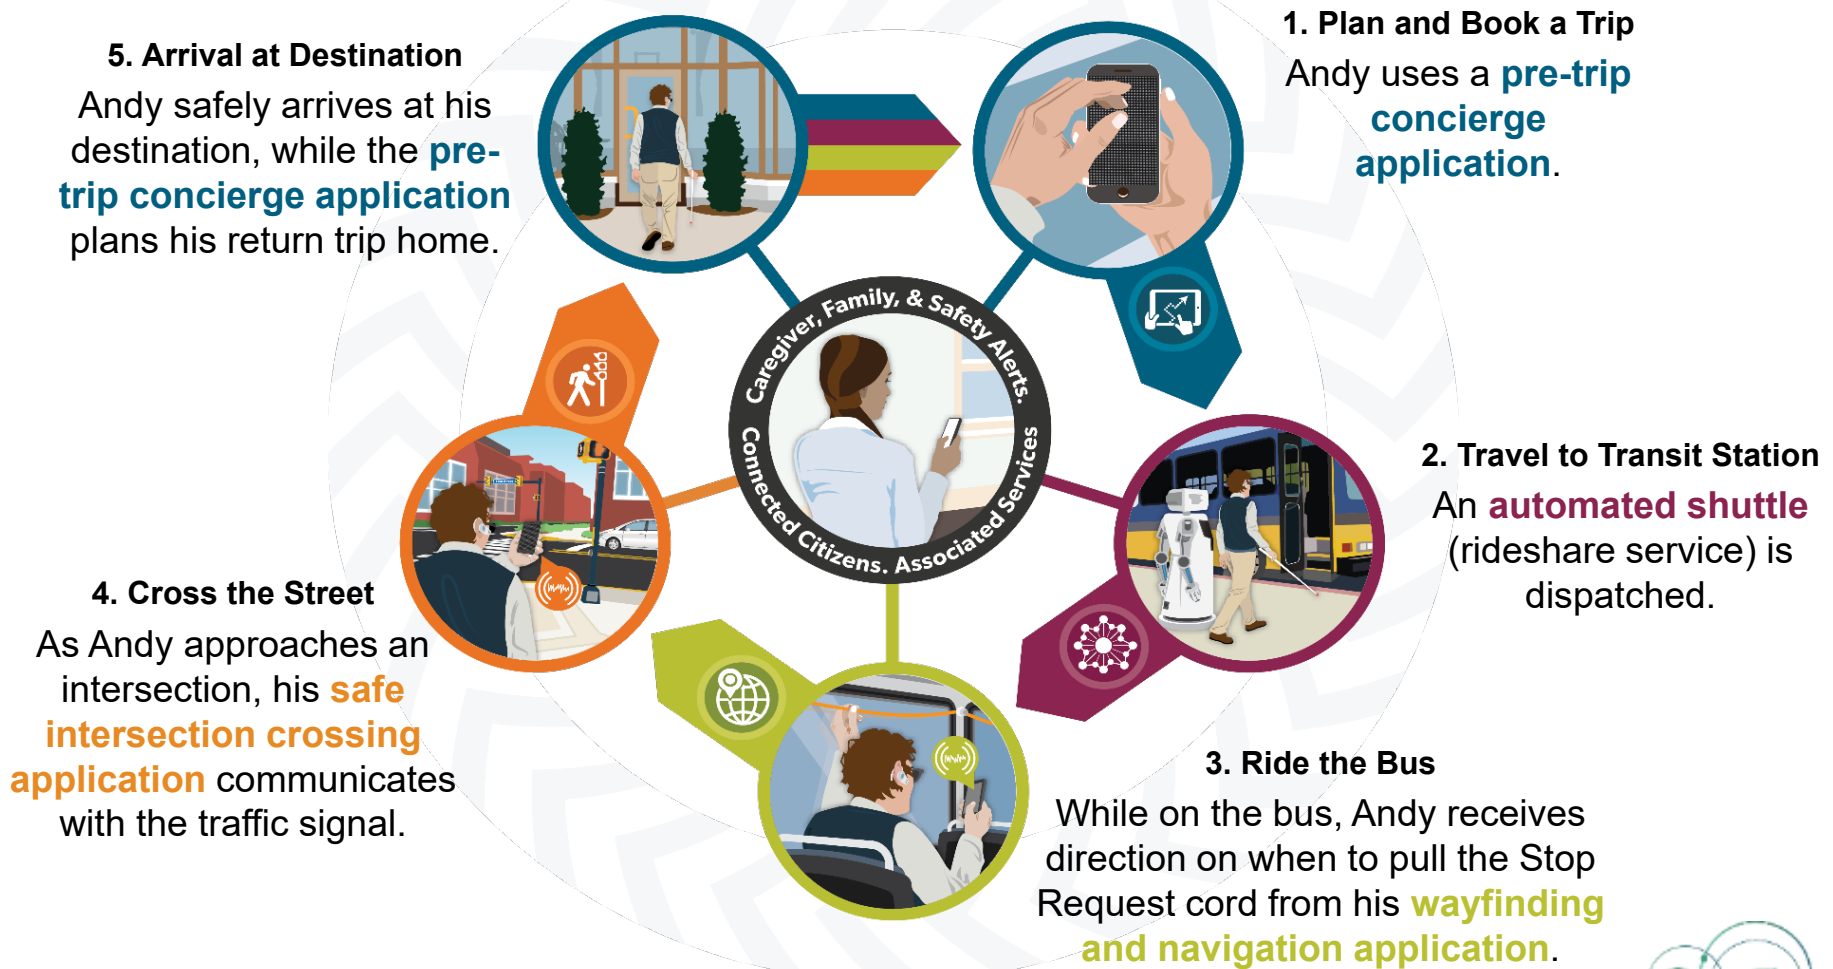 1. Plan and Book a Trip
Andy uses a pre-trip
concierge
application.
2. Travel to Transit Station
An automated shuttle
(rideshare service) is
dispatched.
3. Ride the Bus
While on the bus, Andy receives
direction on when to pull the Stop
Request cord from his wayfinding
and navigation application.
4. Cross the Street
As Andy approaches an
intersection, his safe
intersection crossing
application communicates
with the traffic signal.
5. Arrival at Destination
Andy safely arrives at his
destination, while the pre-
trip concierge application
plans his return trip home.
Caregiver, Family, & Safety Alerts.
Connected Citizens. Associated Services